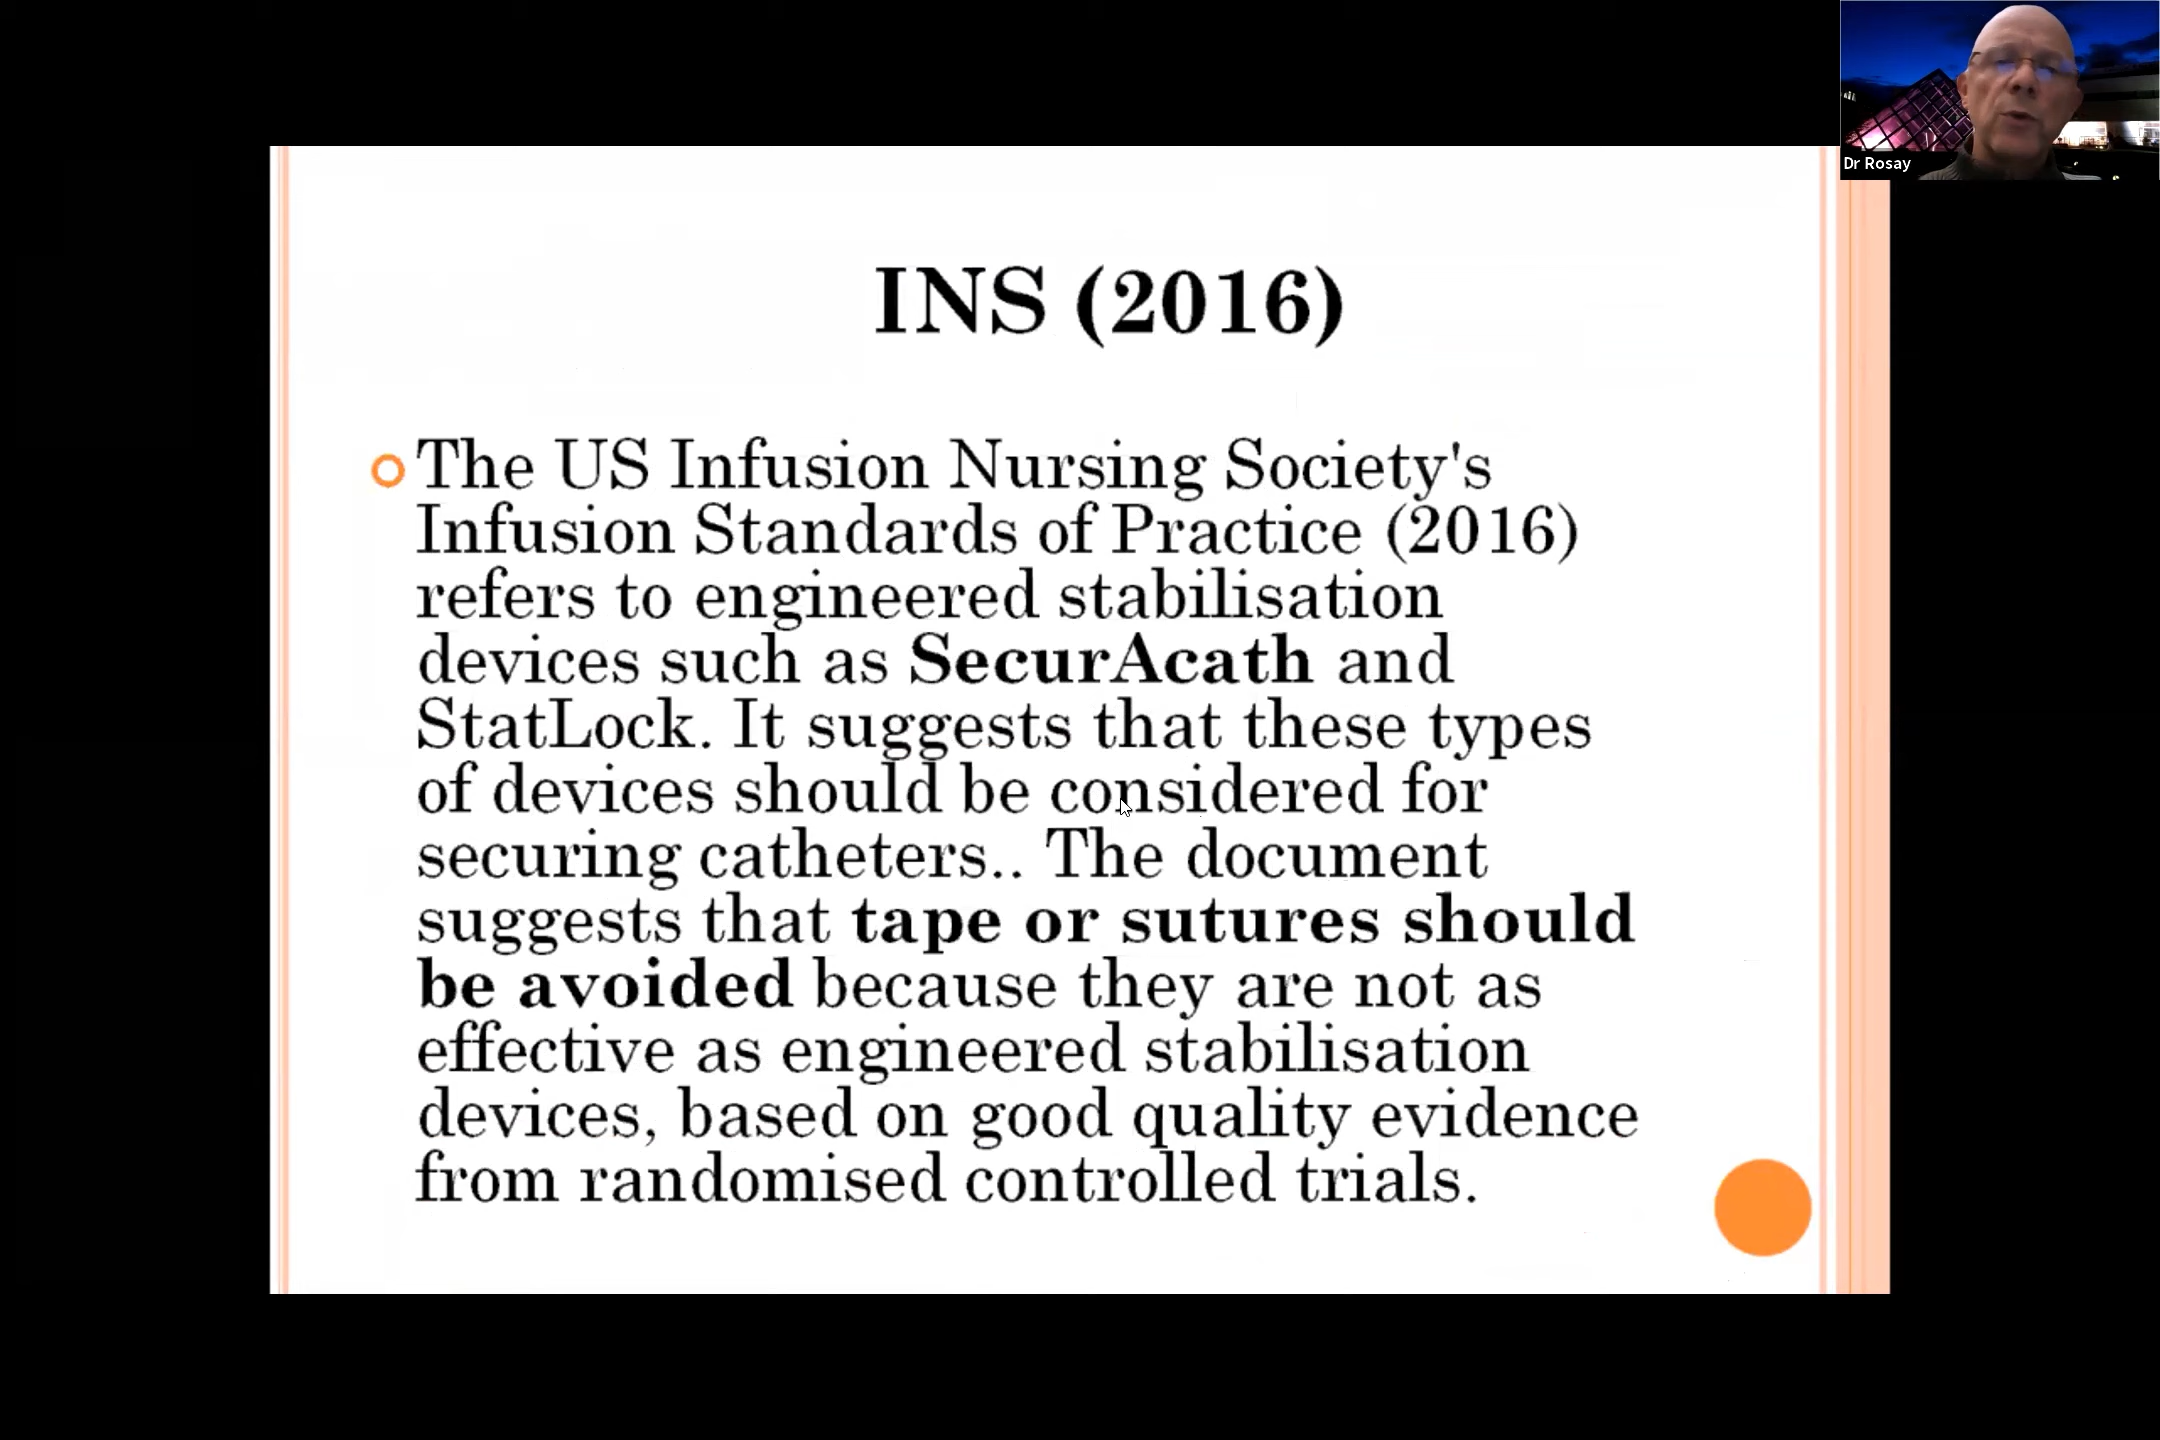 Dr Rosay
INS (2016)
The US Infusion Nursing Society's
Infusion Standards of Practice (2016)
refers to engineered stabilisation
devices such as SecurAcath and
StatLock. It suggests that these types
of devices should be considered for
securing catheters.. The document
suggests that tape or sutures should
be avoided because they are not as
effective as engineered stabilisation
devices, based on good quality evidence
from randomised controlled trials.